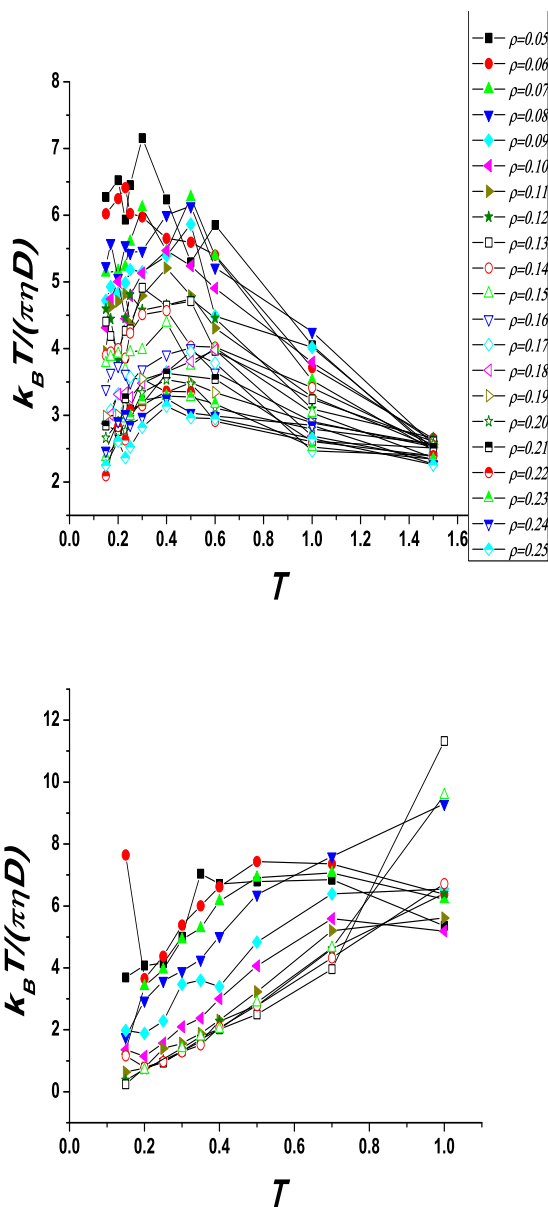 8
7
6
5
4
3
2
0.0 0.2 0.4 0.6 0.8 1.0 1.2 1.4 1.6
k_B T/(πηD)
T
ρ=0.05
ρ=0.06
ρ=0.07
ρ=0.08
ρ=0.09
ρ=0.10
ρ=0.11
ρ=0.12
ρ=0.13
ρ=0.14
ρ=0.15
ρ=0.16
ρ=0.17
ρ=0.18
ρ=0.19
ρ=0.20
ρ=0.21
ρ=0.22
ρ=0.23
ρ=0.24
ρ=0.25
12
10
8
6
4
2
0
0.0 0.2 0.4 0.6 0.8 1.0
k_B T/(πηD)
T